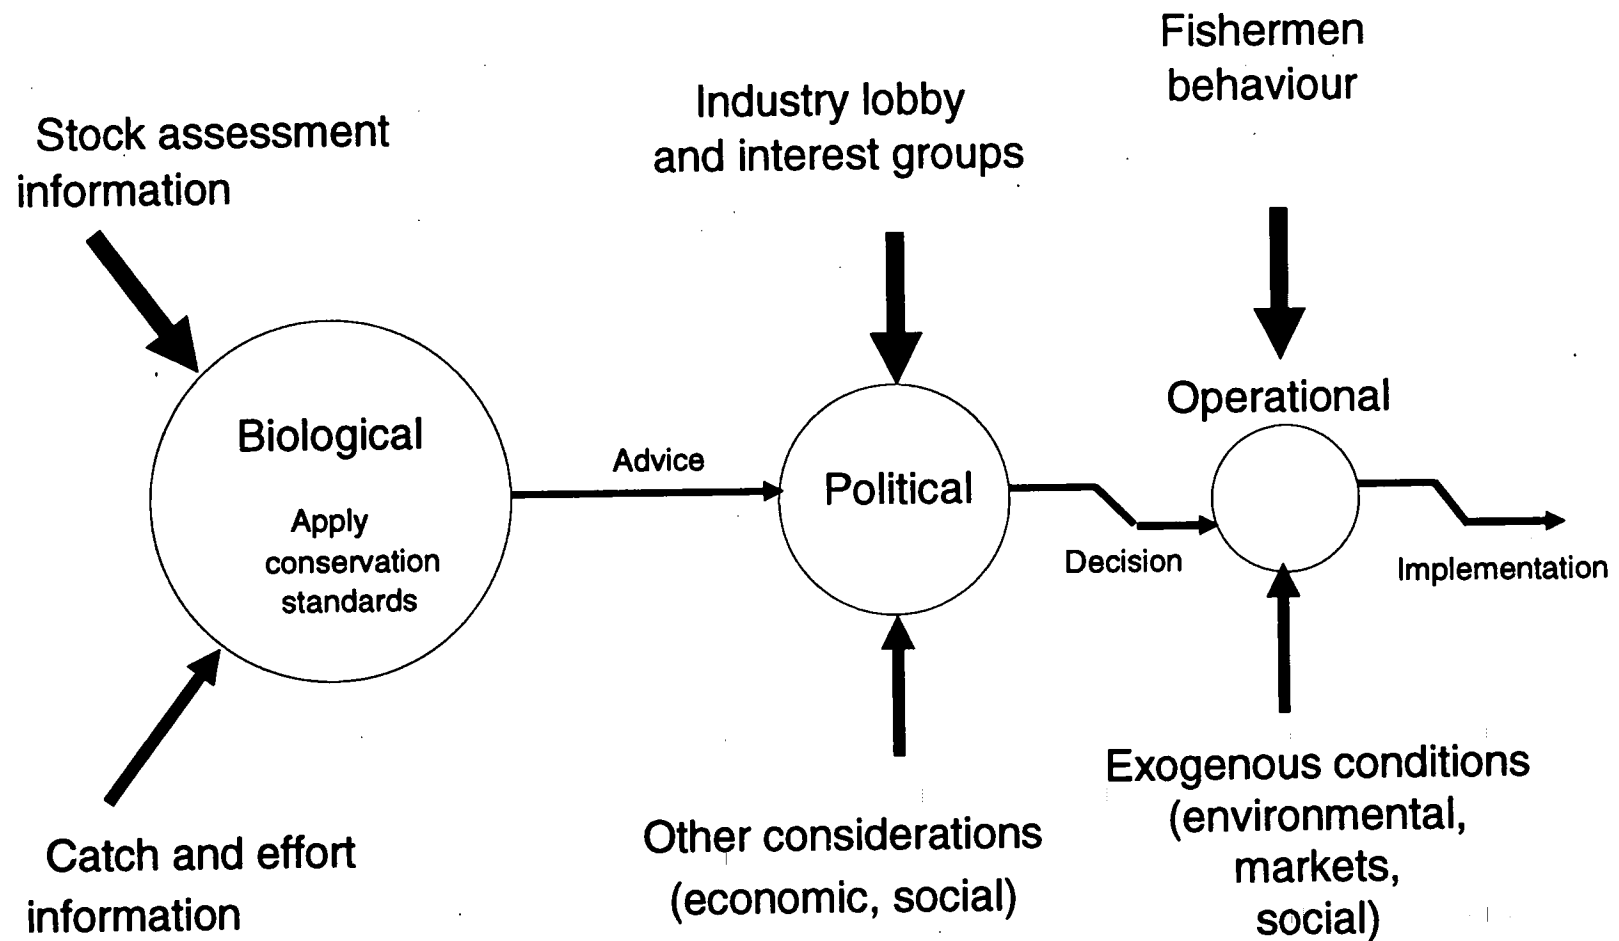 Fishermen
behaviour
Industry lobby
and interest groups
Stock assessment
information
Operational
Biological
Advice
Political
Apply
conservation
standards
Decision
Implementation
Exogenous conditions
(environmental,
markets,
social)
Other considerations
(economic, social)
Catch and effort
information